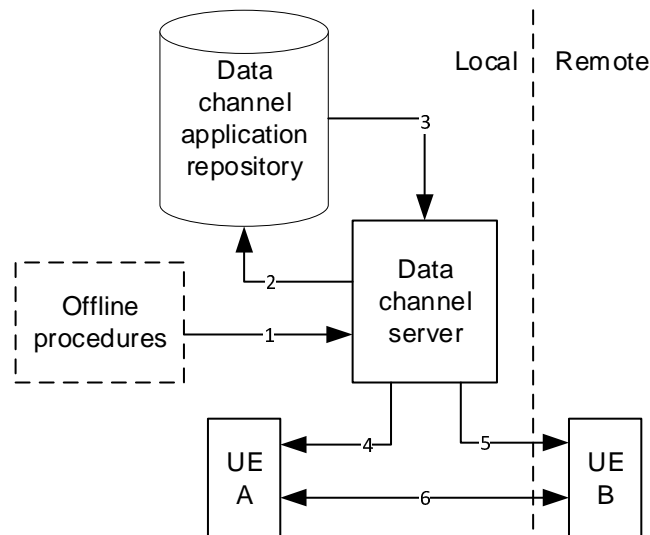 Data
channel
application
repository
Local
Remote
3
2
Data
channel
server
Offline
procedures
1
4
5
UE
A
6
UE
B